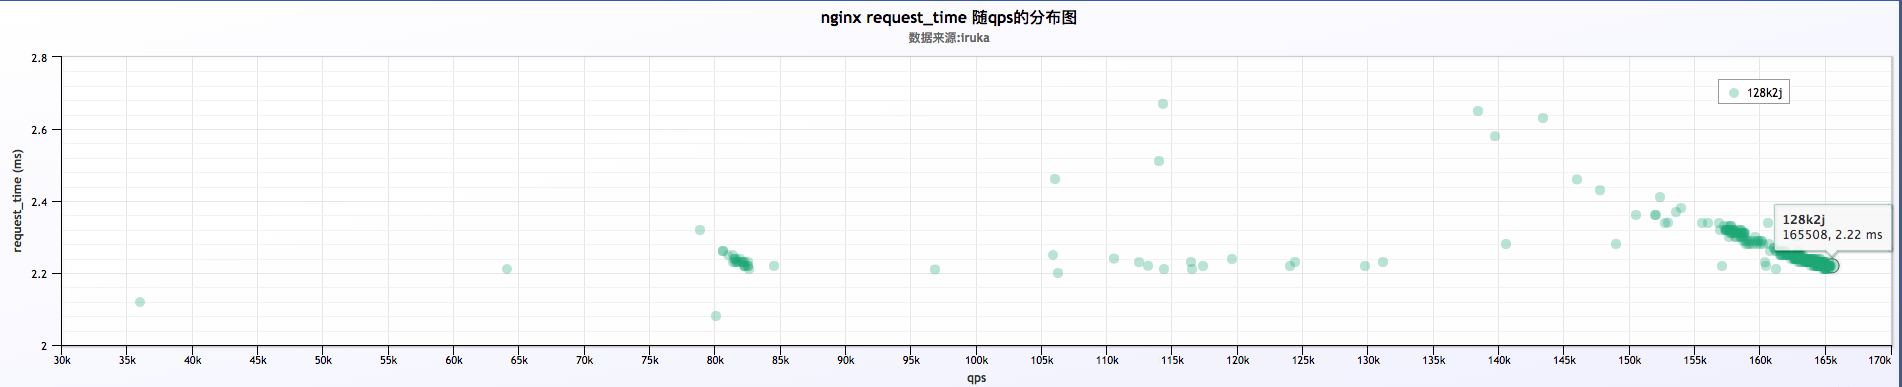 nginx request_time 随qps的分布图
数据来源:iruka
2.8
2.6
2.4
2.2
2
request_time (ms)
128k2j
128k2j
165508, 2.22 ms
30k 35k 40k 45k 50k 55k 60k 65k 70k 75k 80k 85k 90k 95k 100k 105k 110k 115k 120k 125k 130k 135k 140k 145k 150k 155k 160k 165k 170k
qps